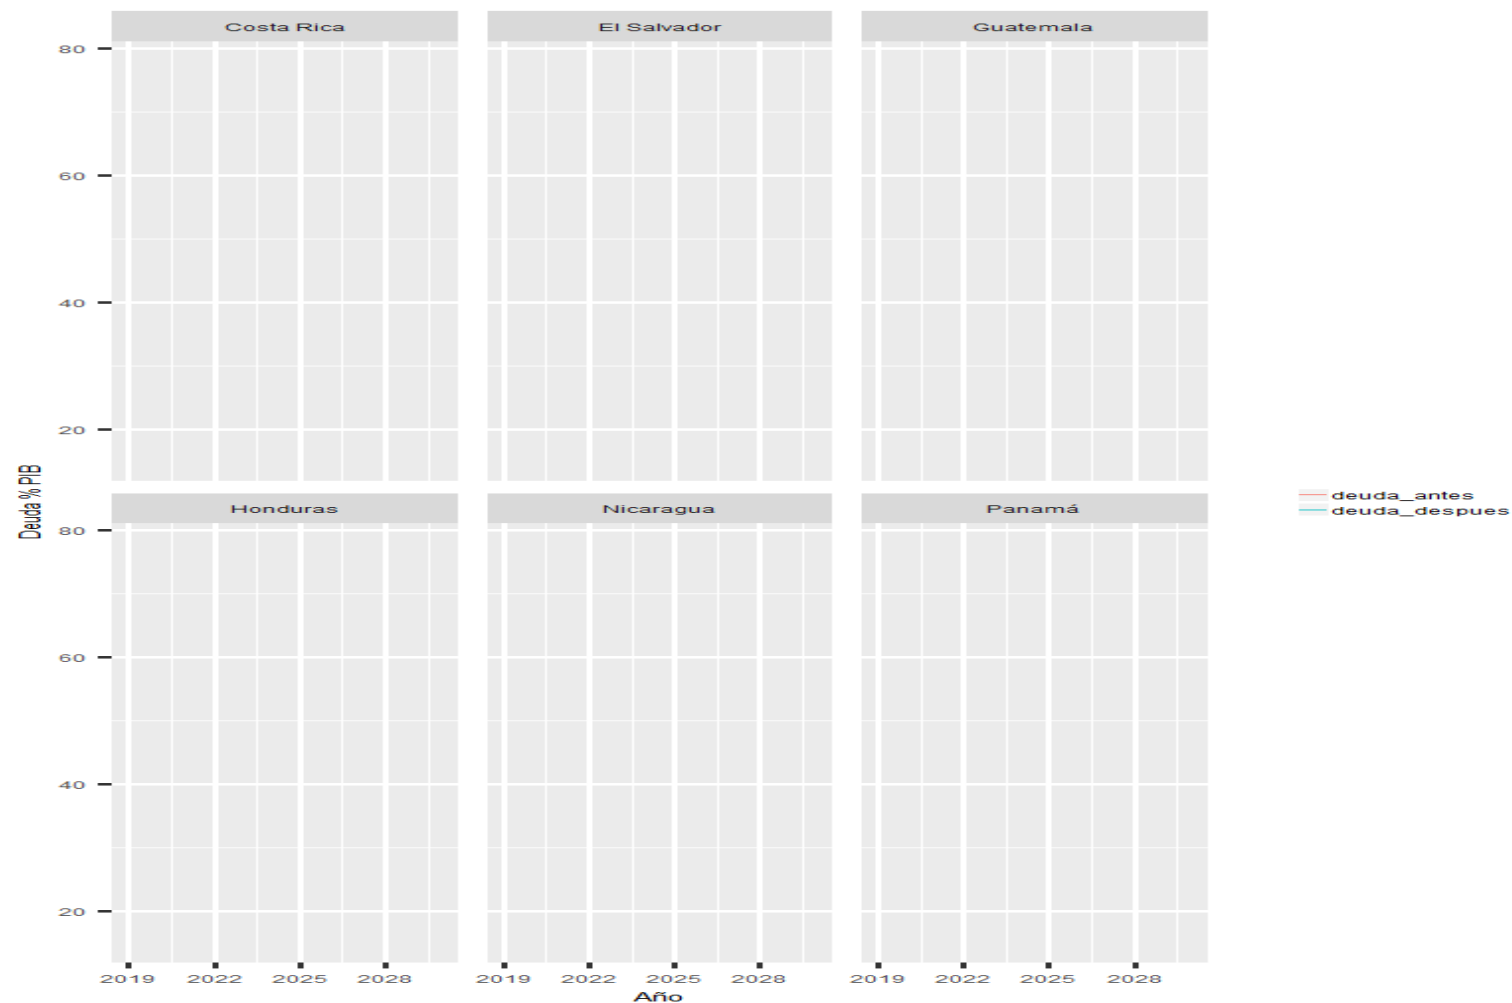 Costa Rica
El Salvador
Guatemala
80
60
40
20
Deuda % PIB
Honduras
Nicaragua
Panamá
80
60
40
20
2019 2022 2025 2028
2019 2022 2025 2028
2019 2022 2025 2028
Año
deuda_antes
deuda_despues